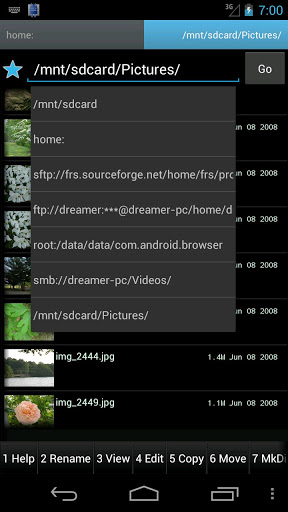 3G 7:00
home: /mnt/sdcard/Pictures/
/mnt/sdcard/Pictures/ Go
/mnt/sdcard
Jun 08 2008
home:
sftp://frs.sourceforge.net/home/frs/pro
Jun 08 2008
ftp://dreamer:***@dreamer-pc/home/d
Jun 08 2008
root:/data/data/com.android.browser
Jun 08 2008
smb://dreamer-pc/Videos/
Jun 08 2008
/mnt/sdcard/Pictures/
img_2444.jpg 1.4M Jun 08 2008
img_2449.jpg 1.1M Jun 08 2008
1 Help 2 Rename 3 View 4 Edit 5 Copy 6 Move 7 MkDi